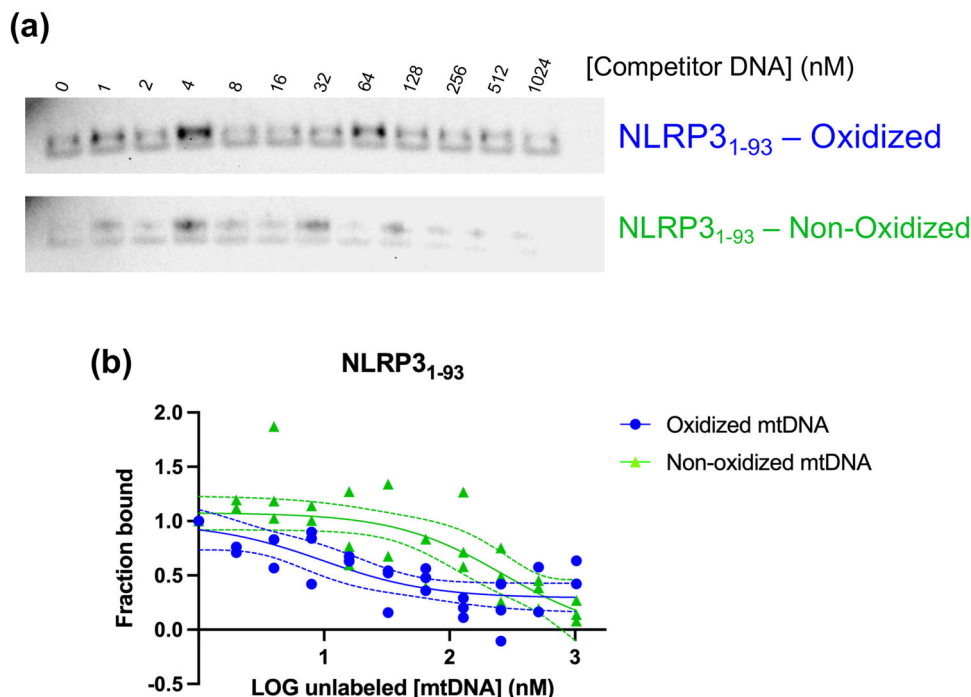 (a)
0 1 2 4 8 16 32 64 128 256 512 1024 [Competitor DNA] (nM)
NLRP3₁₋₉₃ – Oxidized
NLRP3₁₋₉₃ – Non-Oxidized
(b)
NLRP3₁₋₉₃
2.0
1.5
1.0
0.5
0.0
-0.5
Fraction bound
1 2 3
LOG unlabeled [mtDNA] (nM)
Oxidized mtDNA
Non-oxidized mtDNA